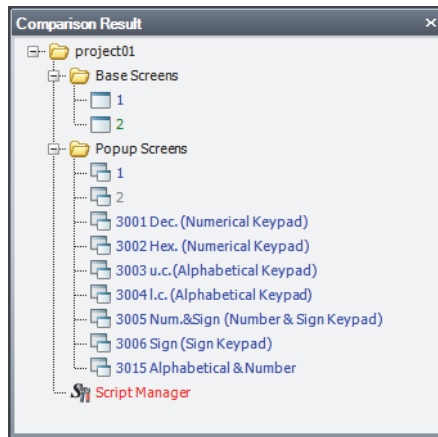 Comparison Result
project01
Base Screens
1
2
Popup Screens
1
2
3001 Dec. (Numerical Keypad)
3002 Hex. (Numerical Keypad)
3003 u.c.(Alphabetical Keypad)
3004 l.c. (Alphabetical Keypad)
3005 Num.&Sign (Number & Sign Keypad)
3006 Sign (Sign Keypad)
3015 Alphabetical & Number
Script Manager